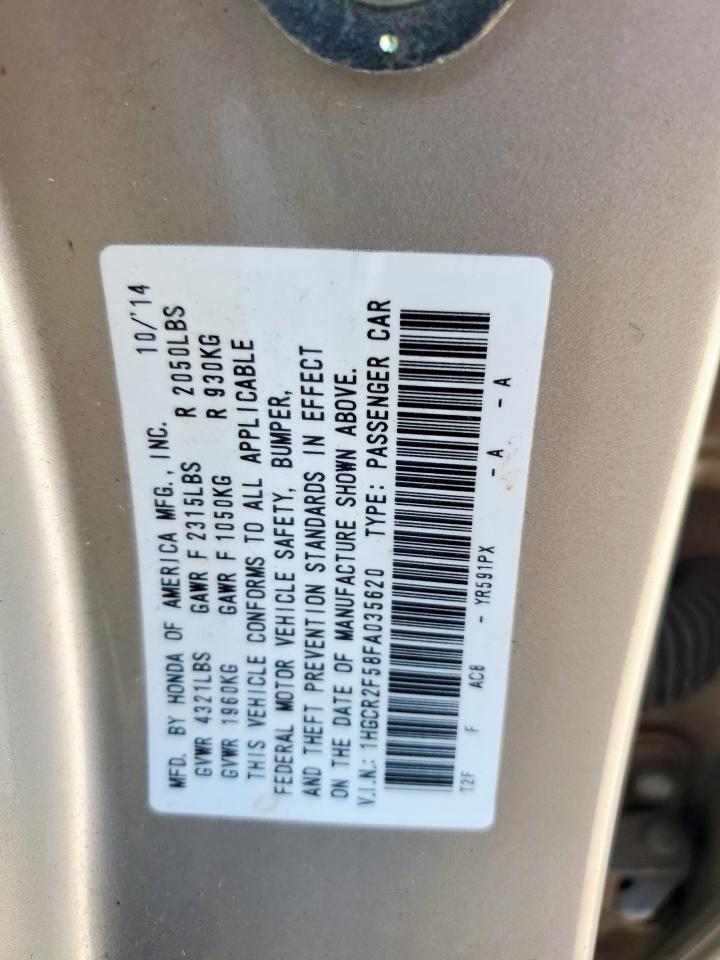 MFD. BY HONDA OF AMERICA MFG., INC. 10/'14
GVWR 4321LBS GAWR F 2315LBS R 2050LBS
GVWR 1960KG GAWR F 1050KG R 930KG
THIS VEHICLE CONFORMS TO ALL APPLICABLE
FEDERAL MOTOR VEHICLE SAFETY, BUMPER,
AND THEFT PREVENTION STANDARDS IN EFFECT
ON THE DATE OF MANUFACTURE SHOWN ABOVE.
V.I.N.: 1HGCR2F58FA035620 TYPE: PASSENGER CAR
T2F F AC8 - YR591PX - A - A